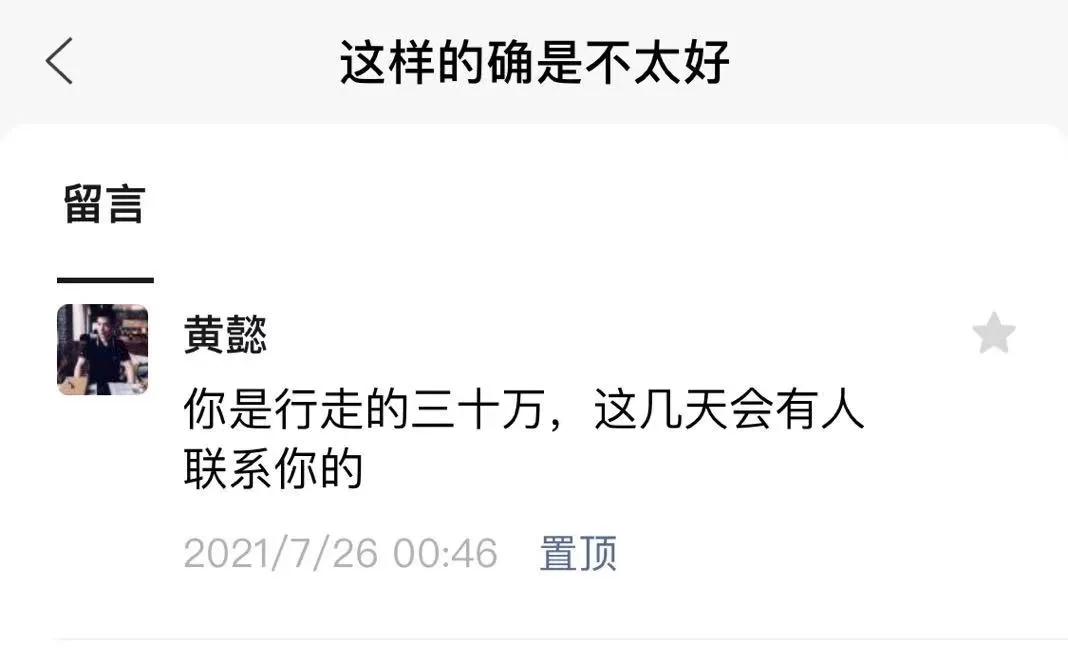 这样的确是不太好
留言
黄懿
你是行走的三十万，这几天会有人
联系你的
2021/7/26 00:46 置顶